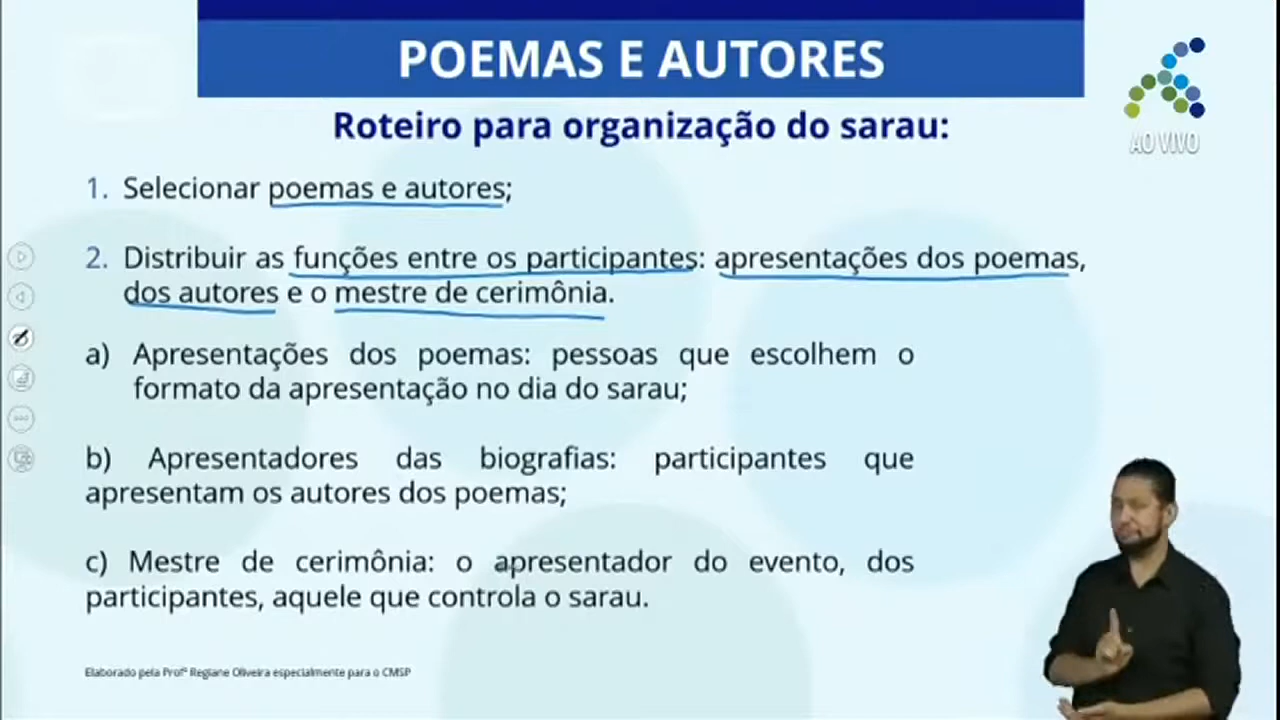 POEMAS E AUTORES
AO VIVO
Roteiro para organização do sarau:
1. Selecionar poemas e autores;
2. Distribuir as funções entre os participantes: apresentações dos poemas,
dos autores e o mestre de cerimônia.
a) Apresentações dos poemas: pessoas que escolhem o
formato da apresentação no dia do sarau;
b) Apresentadores das biografias: participantes que
apresentam os autores dos poemas;
c) Mestre de cerimônia: o apresentador do evento, dos
participantes, aquele que controla o sarau.
Elaborado pela Profª Regiane Oliveira especialmente para o CMSP